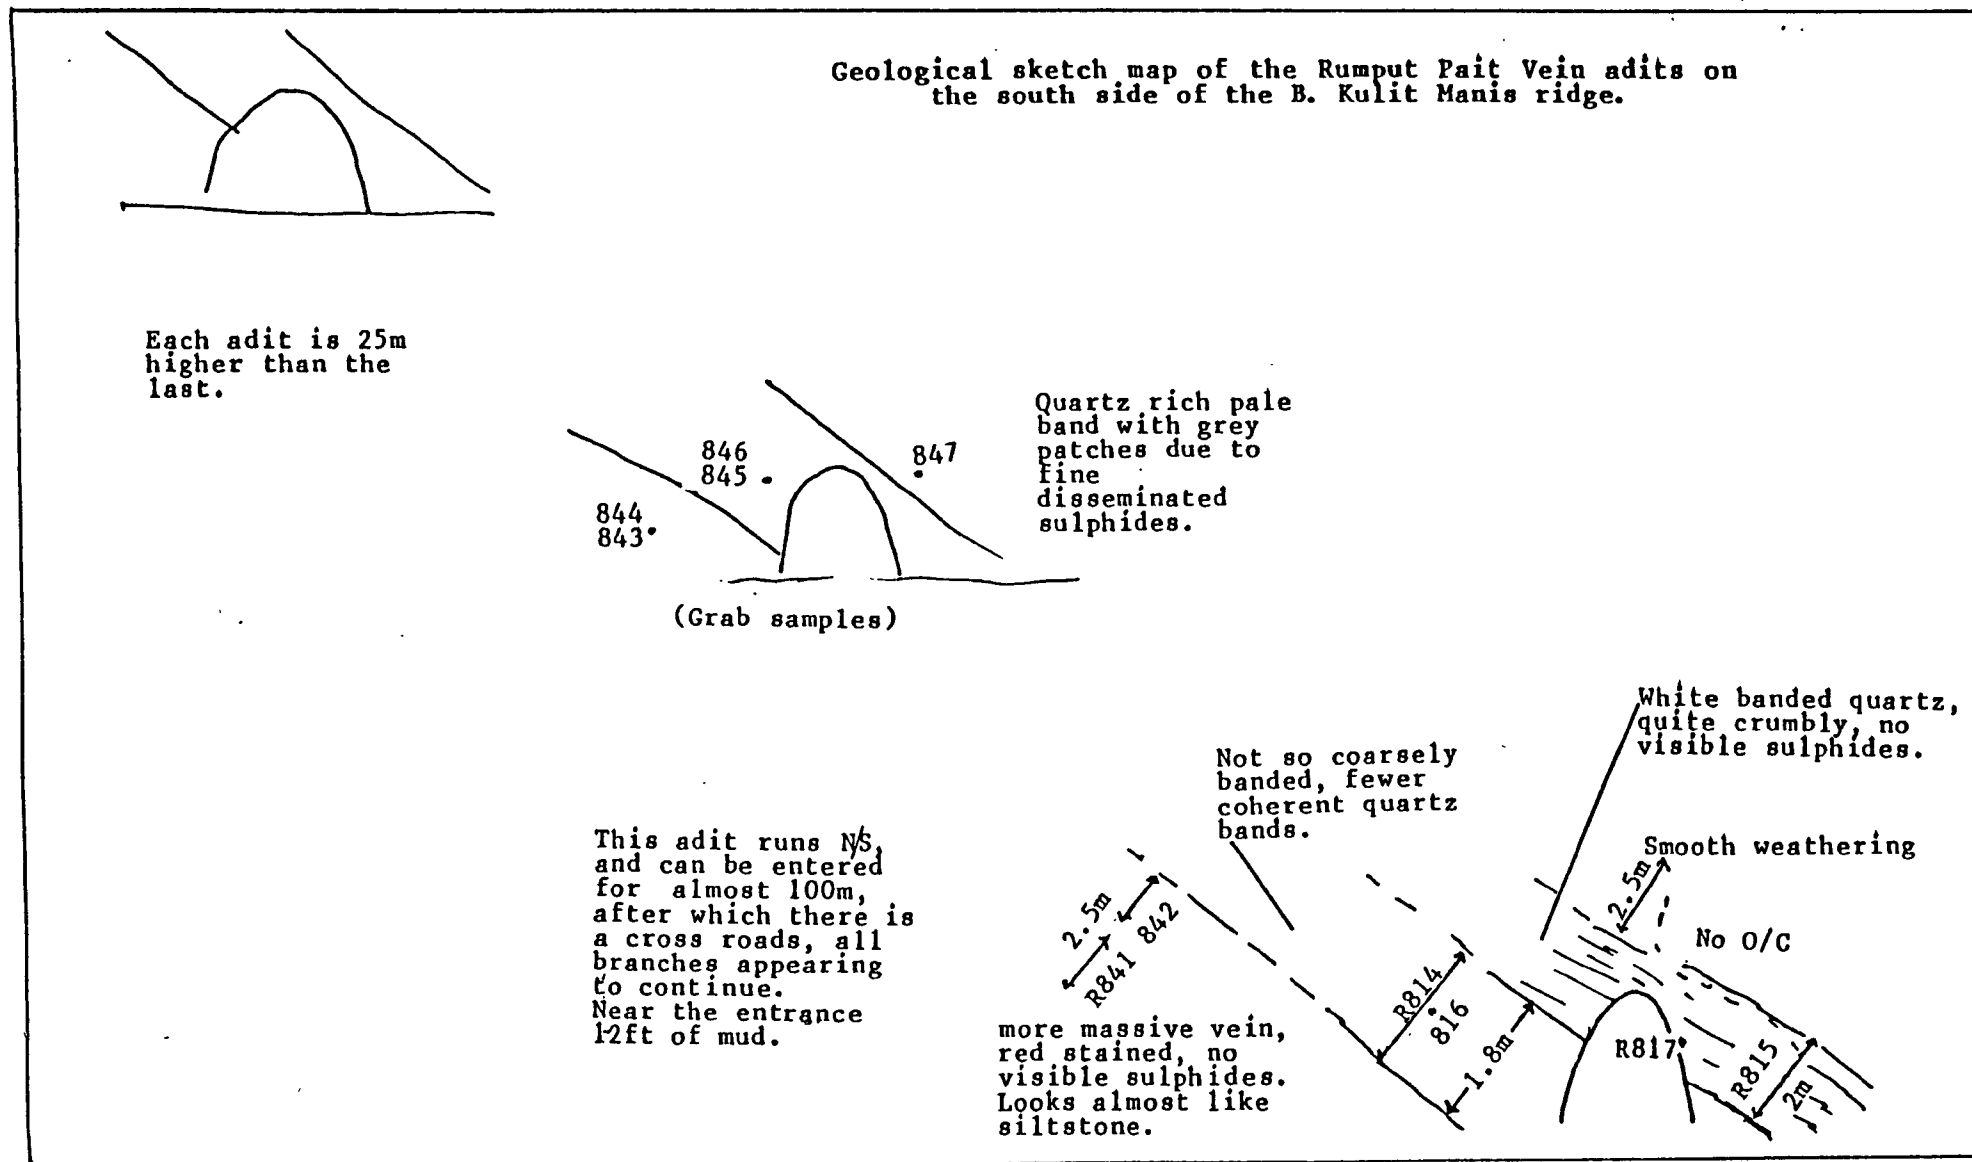 Geological sketch map of the Rumput Pait Vein adits on
the south side of the B. Kulit Manis ridge.
Each adit is 25m
higher than the
last.
846
845
844
843
847
Quartz rich pale
band with grey
patches due to
fine
disseminated
sulphides.
(Grab samples)
This adit runs N/S,
and can be entered
for almost 100m,
after which there is
a cross roads, all
branches appearing
to continue.
Near the entrance
1-2ft of mud.
Not so coarsely
banded, fewer
coherent quartz
bands.
White banded quartz,
quite crumbly, no
visible sulphides.
Smooth weathering
2.5m
No O/C
2.5m
R841 842
R814
816
1.8m
R817
R815
2m
more massive vein,
red stained, no
visible sulphides.
Looks almost like
siltstone.